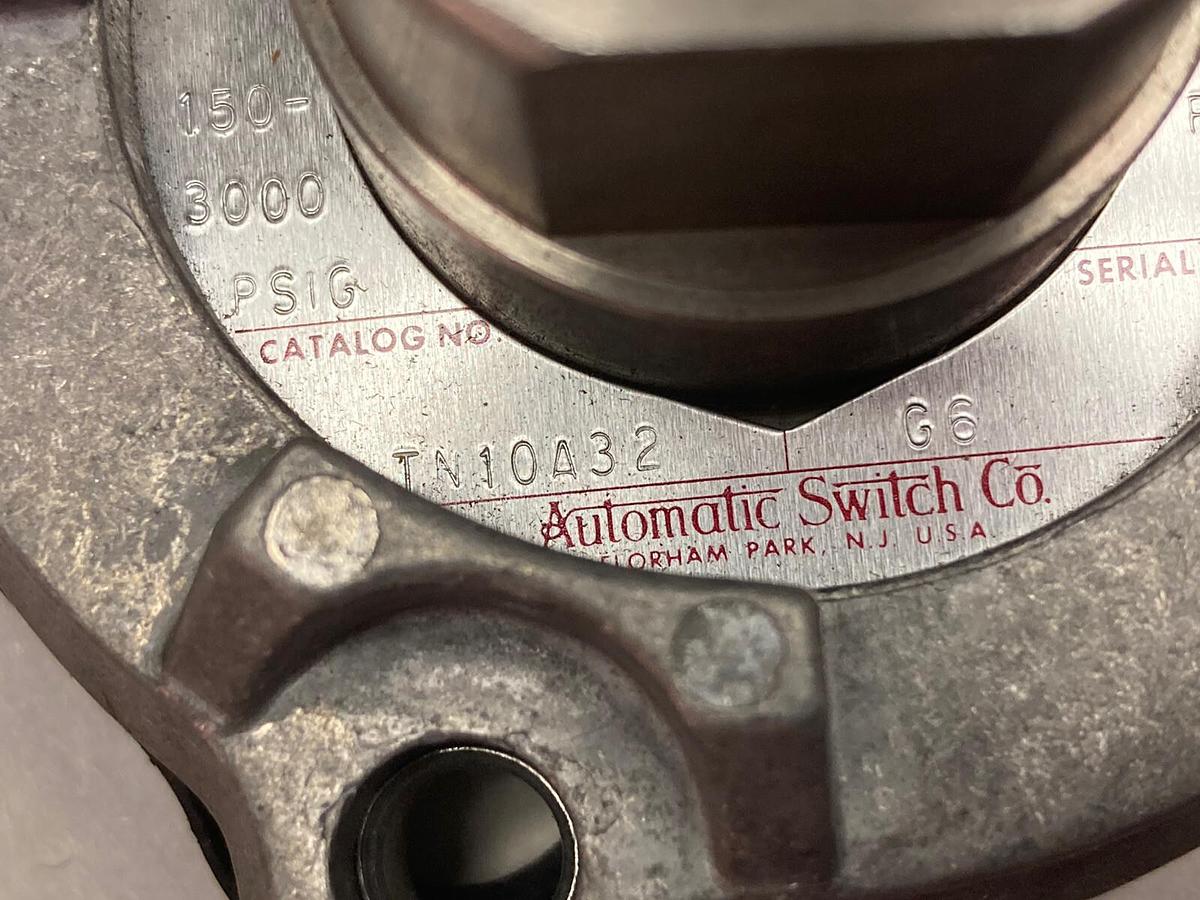 150-
3000
PSIG
CATALOG NO.
SERIAL
TN10A32
G6
Automatic Switch Co.
FLORHAM PARK, N.J. U.S.A.